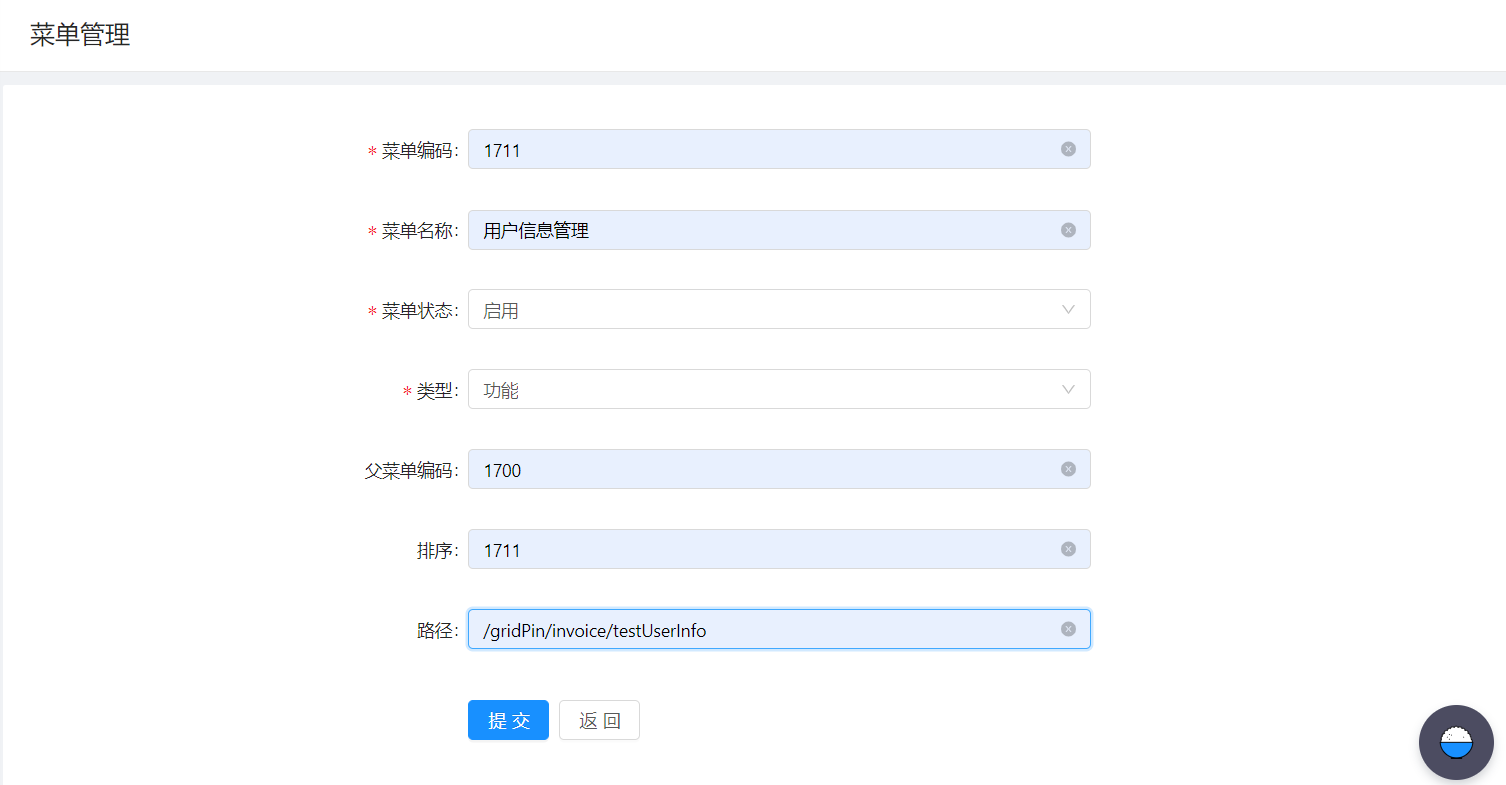 菜单管理
* 菜单编码: 1711
* 菜单名称: 用户信息管理
* 菜单状态: 启用
* 类型: 功能
父菜单编码: 1700
排序: 1711
路径: /gridPin/invoice/testUserInfo
提 交 返 回